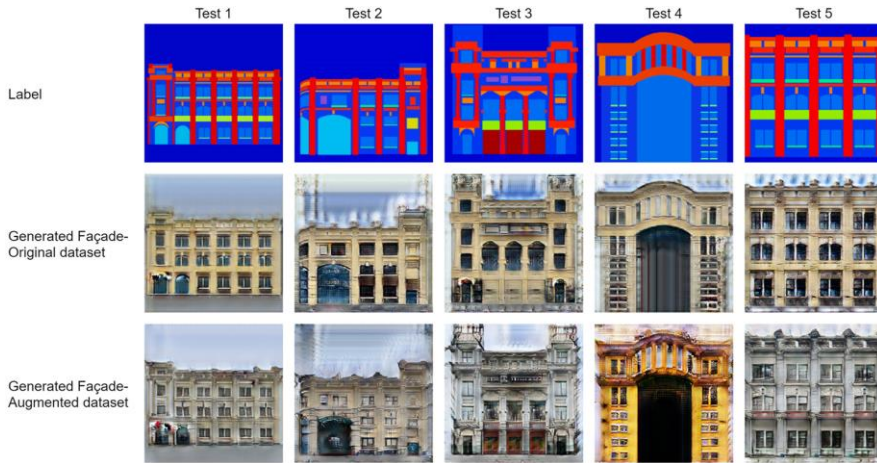 Test 1 Test 2 Test 3 Test 4 Test 5
Label
Generated Façade-
Original dataset
Generated Façade-
Augmented dataset